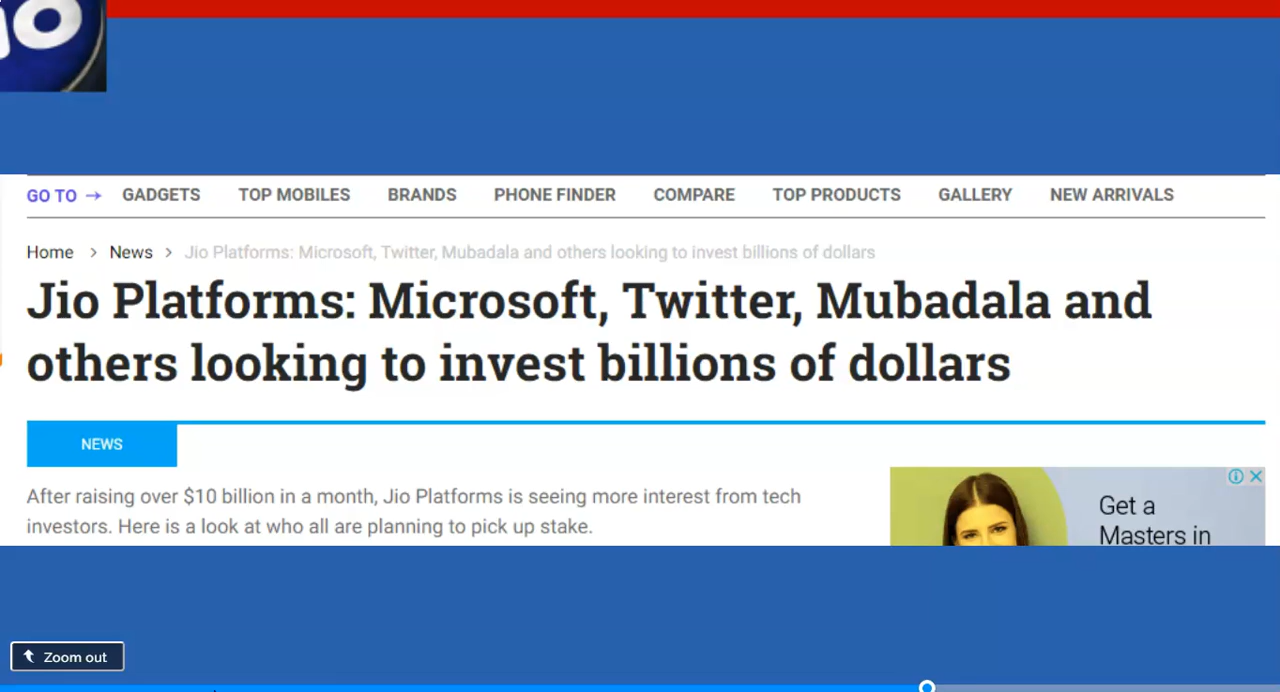 io
GO TO → GADGETS TOP MOBILES BRANDS PHONE FINDER COMPARE TOP PRODUCTS GALLERY NEW ARRIVALS
Home > News > Jio Platforms: Microsoft, Twitter, Mubadala and others looking to invest billions of dollars
Jio Platforms: Microsoft, Twitter, Mubadala and
others looking to invest billions of dollars
NEWS
After raising over $10 billion in a month, Jio Platforms is seeing more interest from tech
investors. Here is a look at who all are planning to pick up stake.
Get a
Masters in
Zoom out